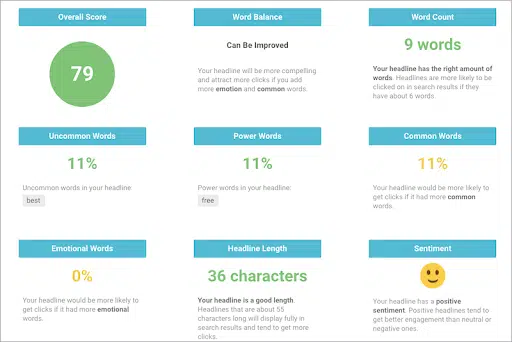 Overall Score
79
Word Balance
Can Be Improved
Your headline will be more compelling
and attract more clicks if you add
more emotion and common words.
Word Count
9 words
Your headline has the right amount of
words. Headlines are more likely to be
clicked on in search results if they
have about 6 words
Uncommon Words
11%
Uncommon words in your headline:
best
Power Words
11%
Power words in your headline:
free
Common Words
11%
Your headline would be more likely to
get clicks if it had more common
words.
Emotional Words
0%
Your headline would be more likely to
get clicks if it had more emotional
words.
Headline Length
36 characters
Your headline is a good length.
Headlines that are about 55
characters long will display fully in
search results and tend to get more
clicks.
Sentiment
Your headline has a positive
sentiment. Positive headlines tend to
get better engagement than neutral or
negative ones.